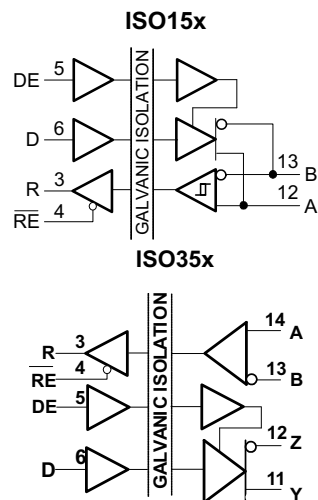 ISO15x
DE 5
D 6
R 3
RE 4
GALVANIC ISOLATION
13 B
12 A
ISO35x
R 3
RE 4
DE 5
D 6
GALVANIC ISOLATION
14 A
13 B
12 Z
11 Y